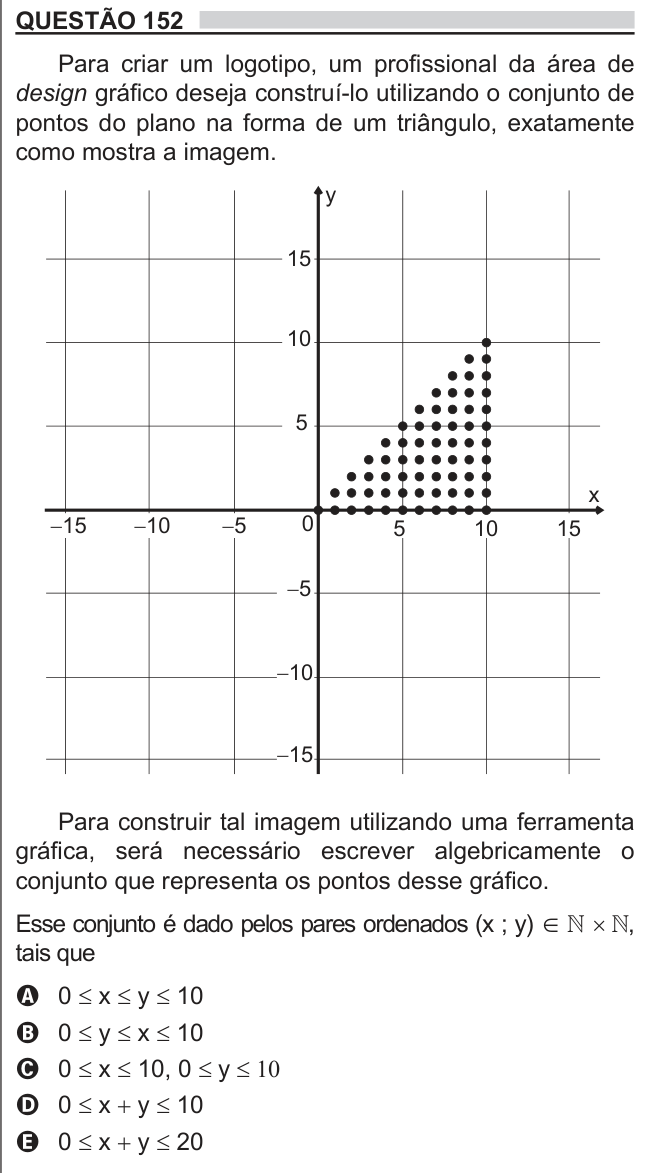 QUESTÃO 152
Para criar um logotipo, um profissional da área de
design gráfico deseja construí-lo utilizando o conjunto de
pontos do plano na forma de um triângulo, exatamente
como mostra a imagem.
y
15
10
5
x
−15 −10 −5 0 5 10 15
−5
−10
−15
Para construir tal imagem utilizando uma ferramenta
gráfica, será necessário escrever algebricamente o
conjunto que representa os pontos desse gráfico.
Esse conjunto é dado pelos pares ordenados (x ; y) ∈ ℕ × ℕ,
tais que
A 0 ≤ x ≤ y ≤ 10
B 0 ≤ y ≤ x ≤ 10
C 0 ≤ x ≤ 10, 0 ≤ y ≤ 10
D 0 ≤ x + y ≤ 10
E 0 ≤ x + y ≤ 20